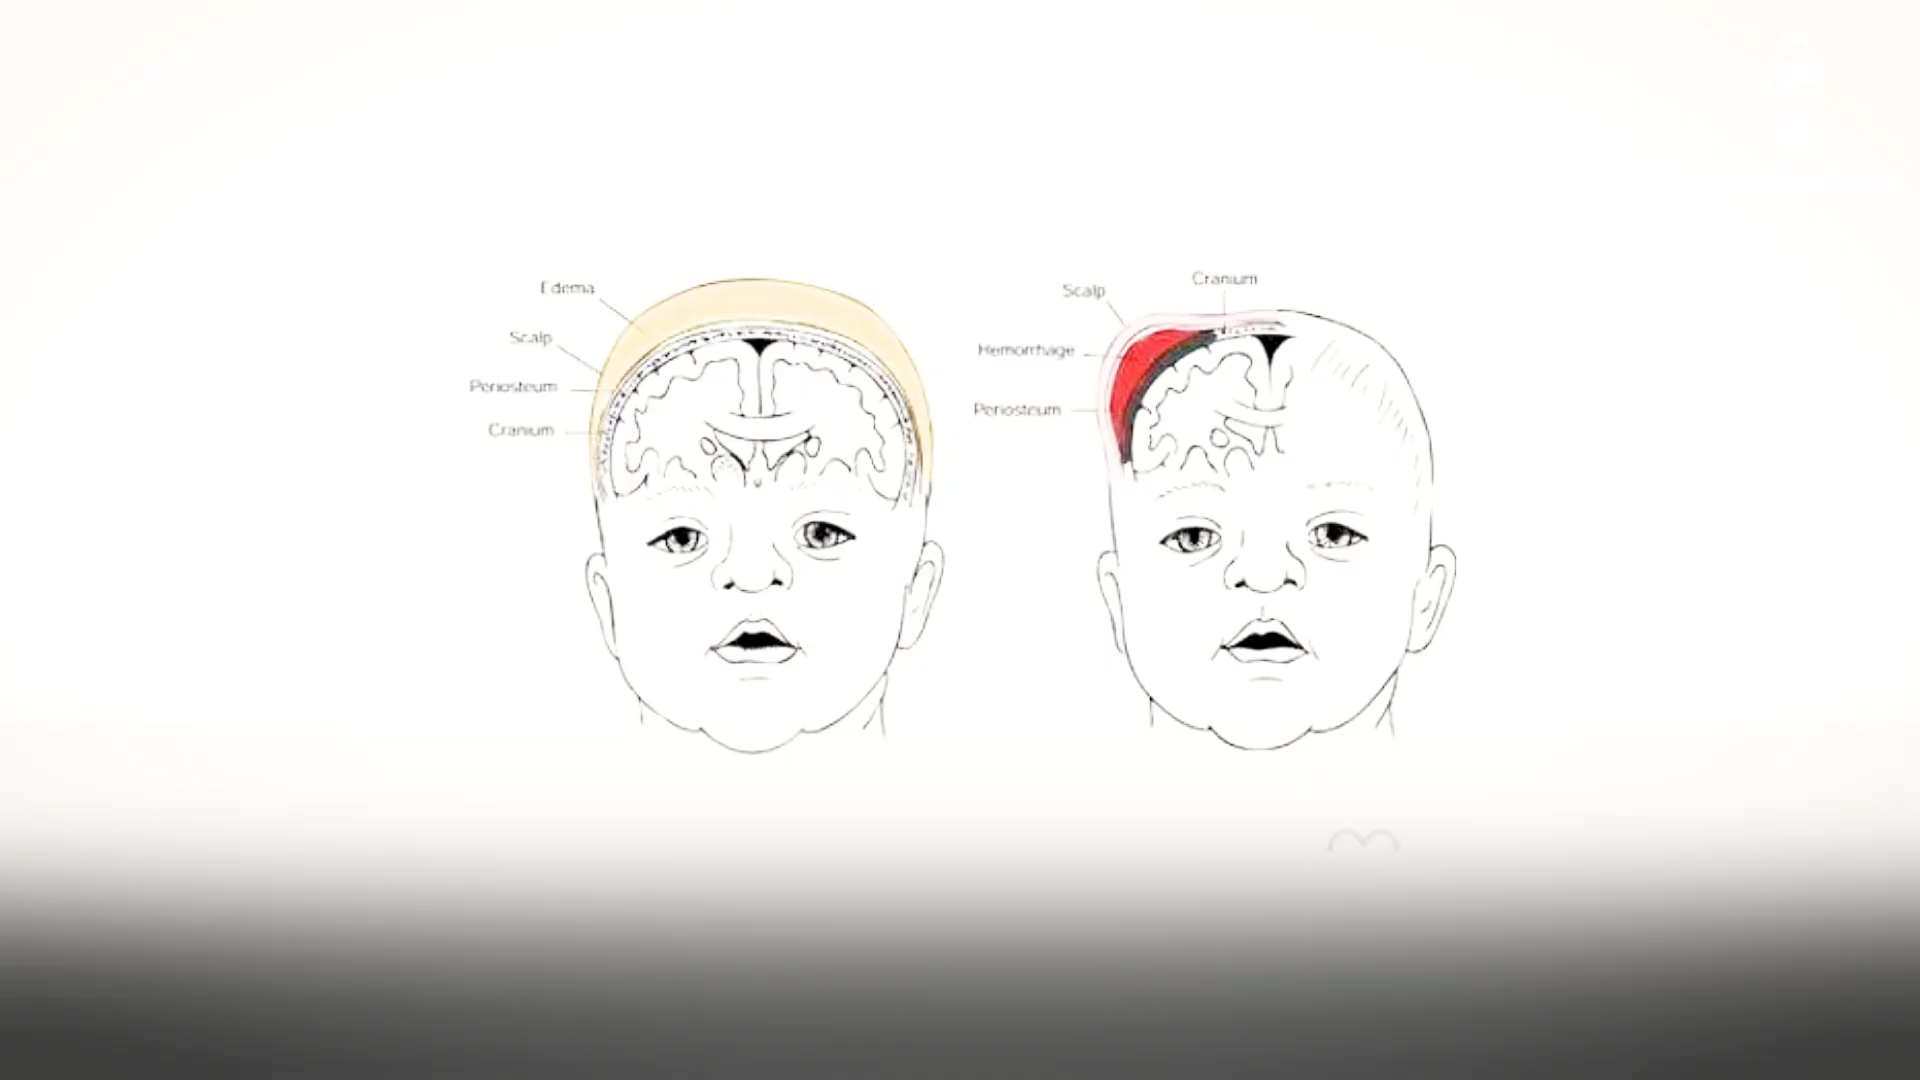 Edema
Scalp
Periosteum
Cranium
Cranium
Scalp
Hemorrhage
Periosteum